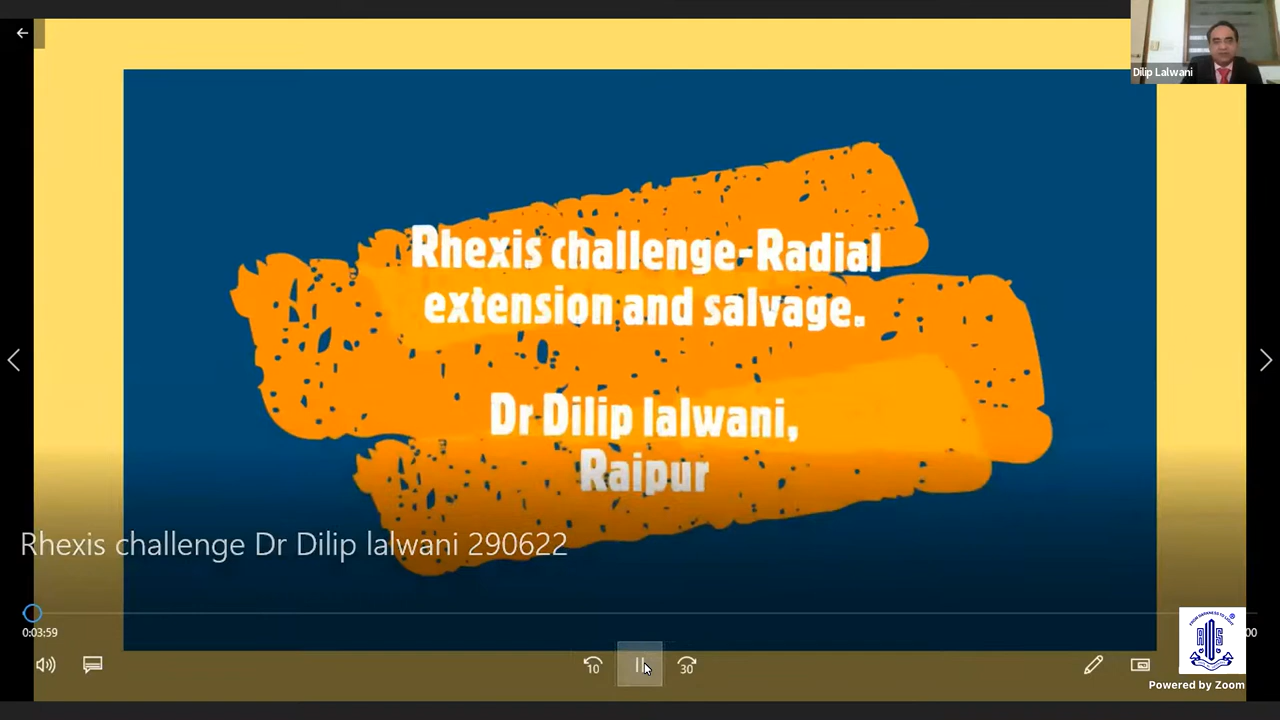 Dilip Lalwani
Rhexis challenge-Radial
extension and salvage.
Dr Dilip lalwani,
Raipur
Rhexis challenge Dr Dilip lalwani 290622
0:03:59
00
10
30
Powered by Zoom